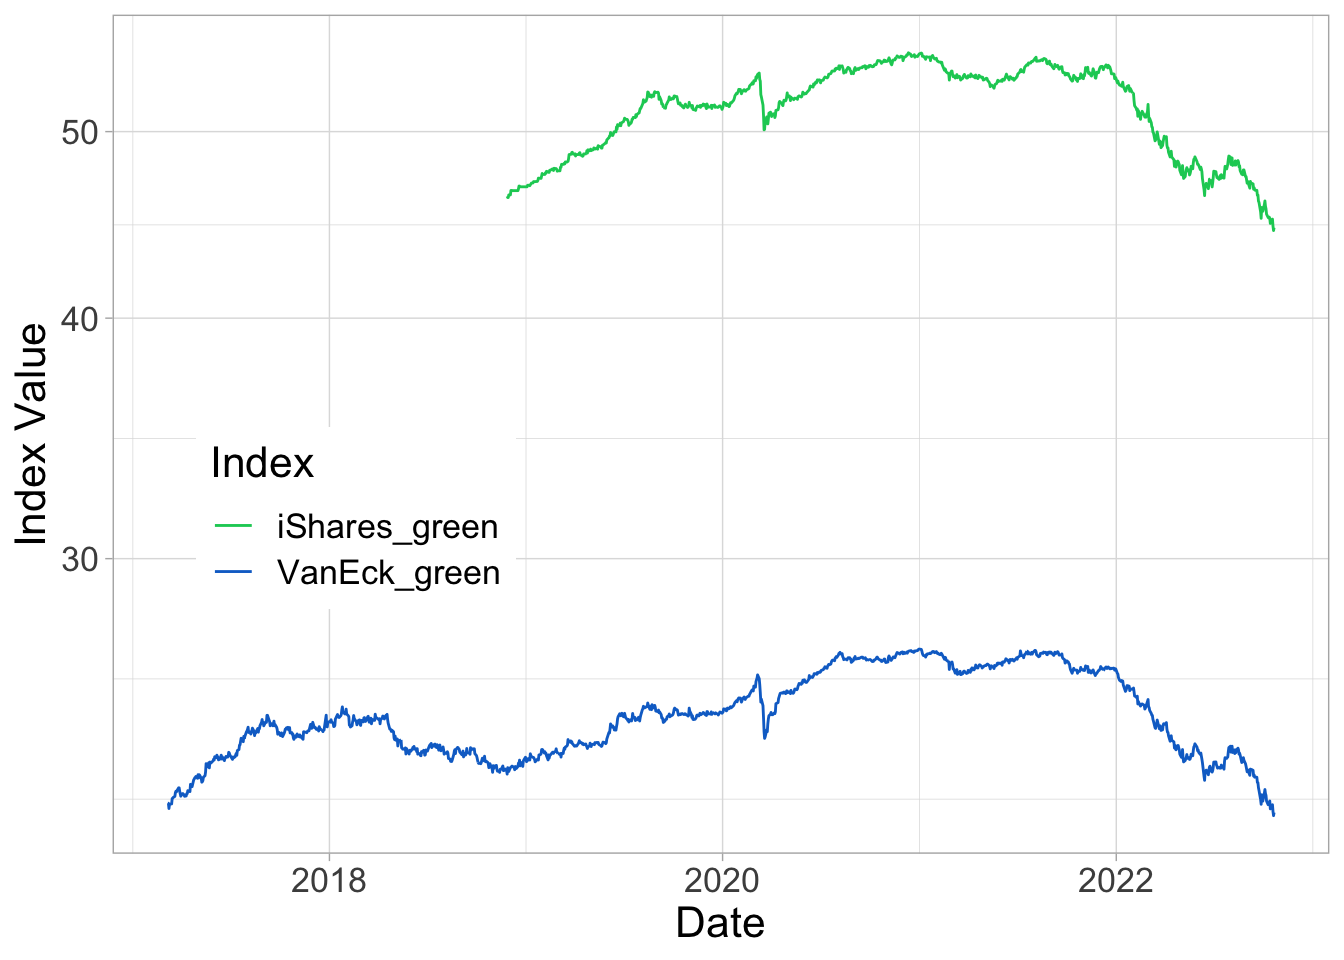 50
40
30
Index Value
Index
iShares_green
VanEck_green
2018
2020
2022
Date